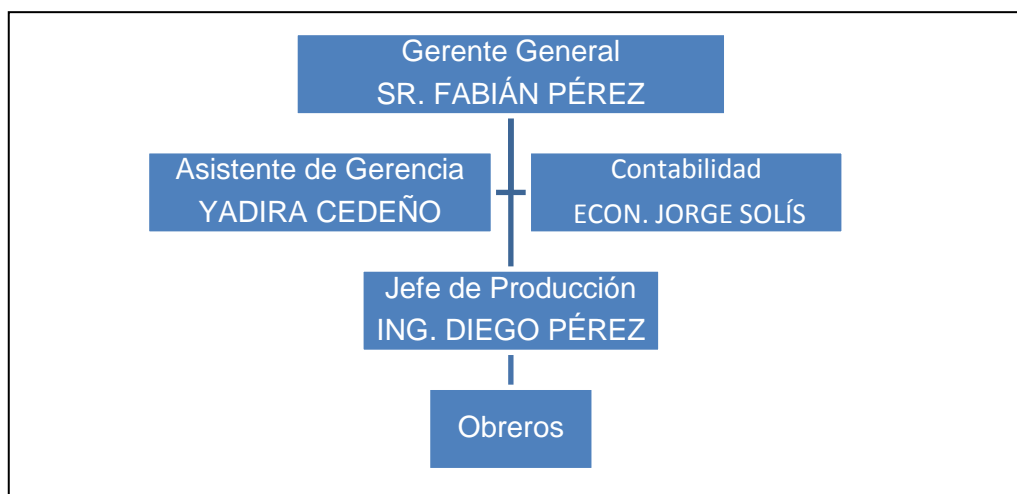 Gerente General
SR. FABIÁN PÉREZ
Asistente de Gerencia
YADIRA CEDEÑO
Contabilidad
ECON. JORGE SOLÍS
Jefe de Producción
ING. DIEGO PÉREZ
Obreros